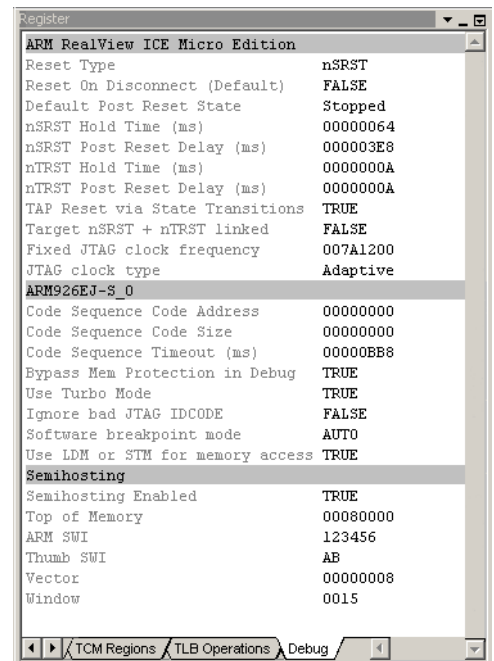 Register
ARM RealView ICE Micro Edition
Reset Type nSRST
Reset On Disconnect (Default) FALSE
Default Post Reset State Stopped
nSRST Hold Time (ms) 00000064
nSRST Post Reset Delay (ms) 000003E8
nTRST Hold Time (ms) 0000000A
nTRST Post Reset Delay (ms) 0000000A
TAP Reset via State Transitions TRUE
Target nSRST + nTRST linked FALSE
Fixed JTAG clock frequency 007A1200
JTAG clock type Adaptive
ARM926EJ-S_0
Code Sequence Code Address 00000000
Code Sequence Code Size 00000000
Code Sequence Timeout (ms) 00000BB8
Bypass Mem Protection in Debug TRUE
Use Turbo Mode TRUE
Ignore bad JTAG IDCODE FALSE
Software breakpoint mode AUTO
Use LDM or STM for memory access TRUE
Semihosting
Semihosting Enabled TRUE
Top of Memory 00080000
ARM SWI 123456
Thumb SWI AB
Vector 00000008
Window 0015
TCM Regions TLB Operations Debug